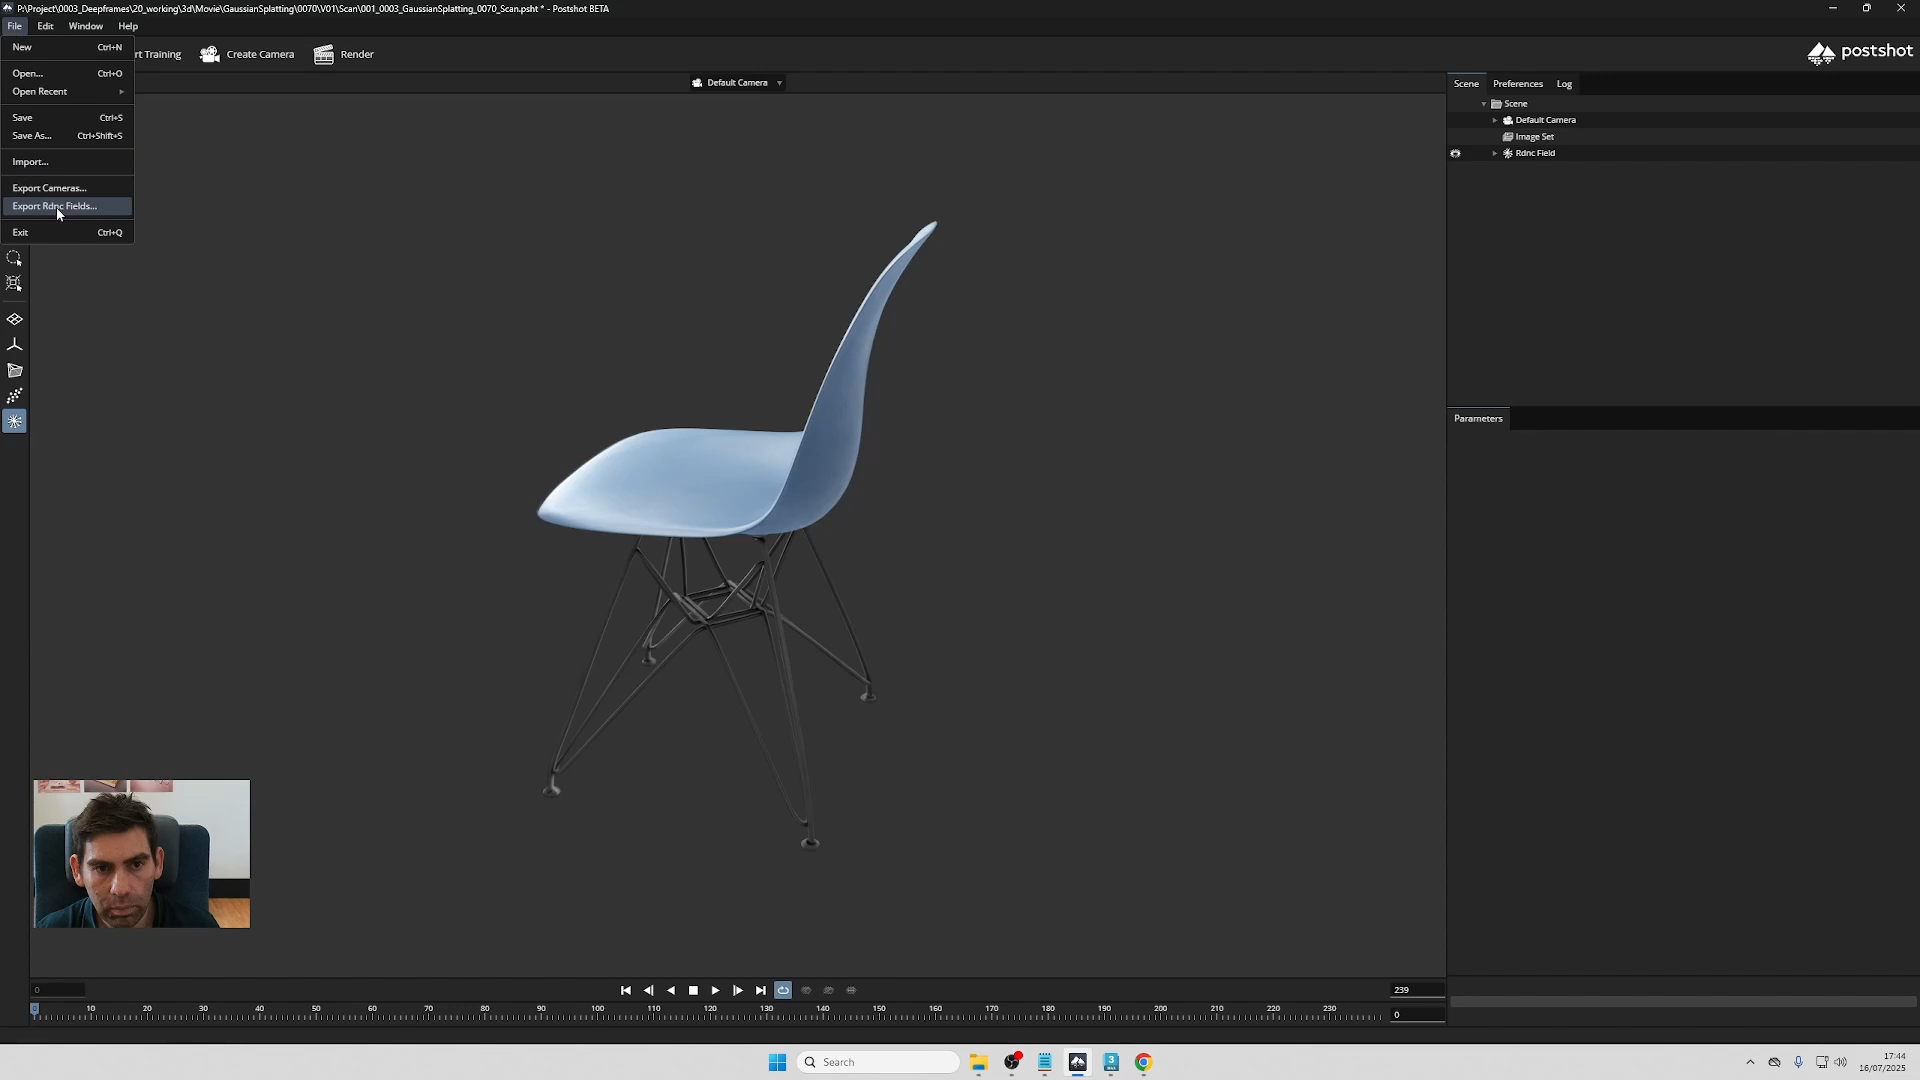 P:\Project\0003_Deepframes\20_working\3d\Movie\GaussianSplatting\0070\V01\Scan\001_0003_GaussianSplatting_0070_Scan.psht * - Postshot BETA
File Edit Window Help
New Ctrl+N
Open... Ctrl+O
Open Recent
Save Ctrl+S
Save As... Ctrl+Shift+S
Import...
Export Cameras...
Export Rdnc Fields...
Exit Ctrl+Q
rt Training Create Camera Render
postshot
Default Camera
Scene Preferences Log
Scene
Default Camera
Image Set
Rdnc Field
Parameters
0
239
0 10 20 30 40 50 60 70 80 90 100 110 120 130 140 150 160 170 180 190 200 210 220 230
0
Search
3
17:44
16/07/2025